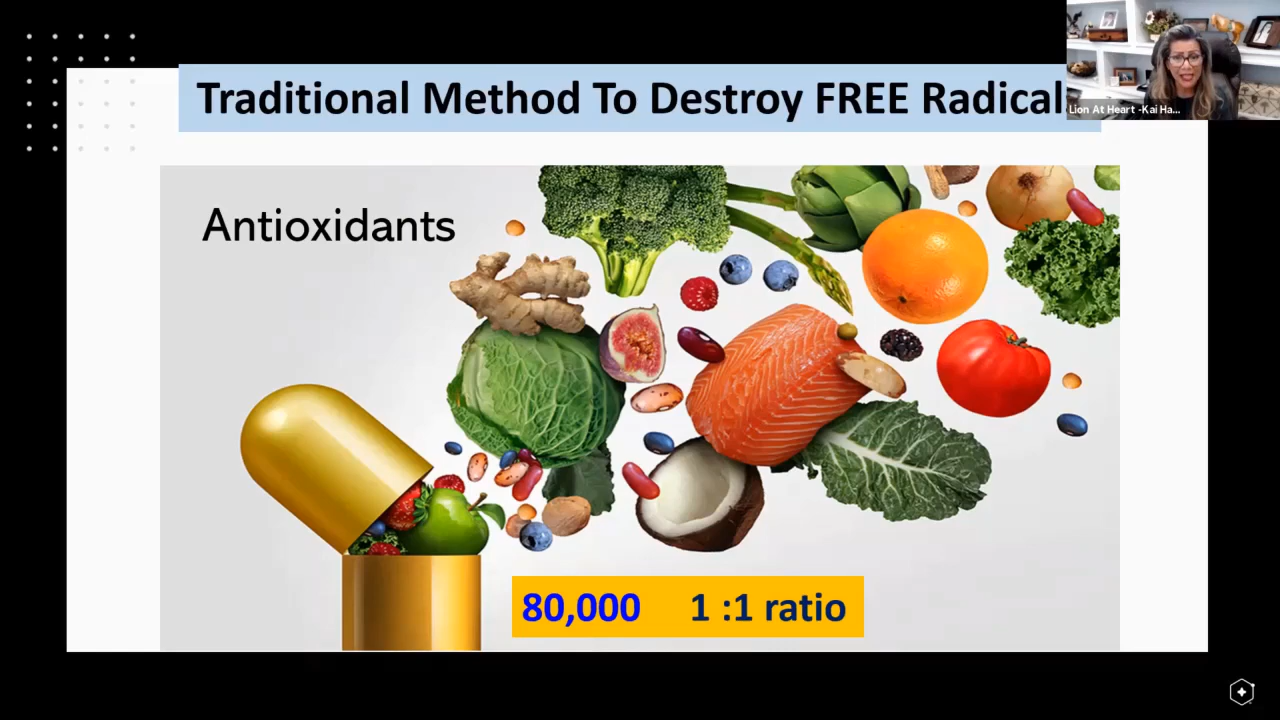 Traditional Method To Destroy FREE Radical
Lion At Heart -Kai Ha...
Antioxidants
80,000 1 :1 ratio